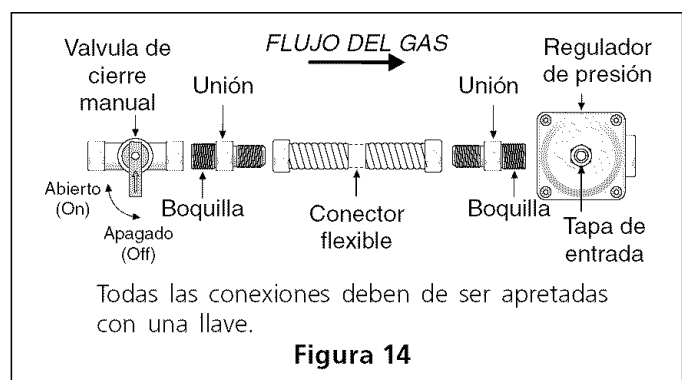 Valvula de
cierre
manual
FLUJO DEL GAS
Regulador
de presión
Unión
Unión
Abierto
(On)
Apagado
(Off)
Boquilla
Conector
flexible
Boquilla
Tapa de
entrada
Todas las conexiones deben de ser apretadas
con una llave.
Figura 14